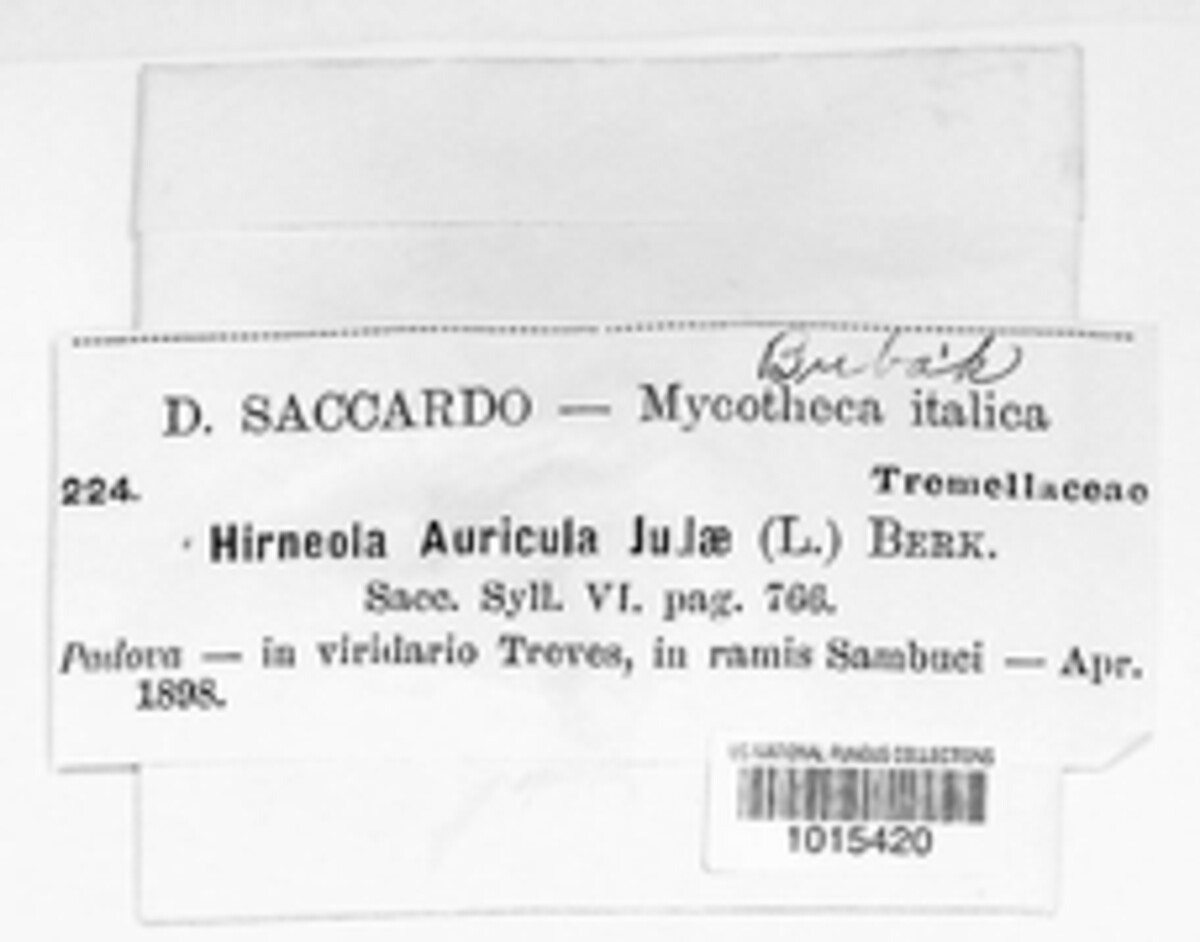 Bubák
D. SACCARDO — Mycotheca italica
224.
Tremellaceae
Hirneola Auricula Judæ (L.) BERK.
Sacc. Syll. VI. pag. 766.
Padova — in viridario Treves, in ramis Sambuci — Apr.
1898.
US NATIONAL FUNGUS COLLECTIONS
1015420